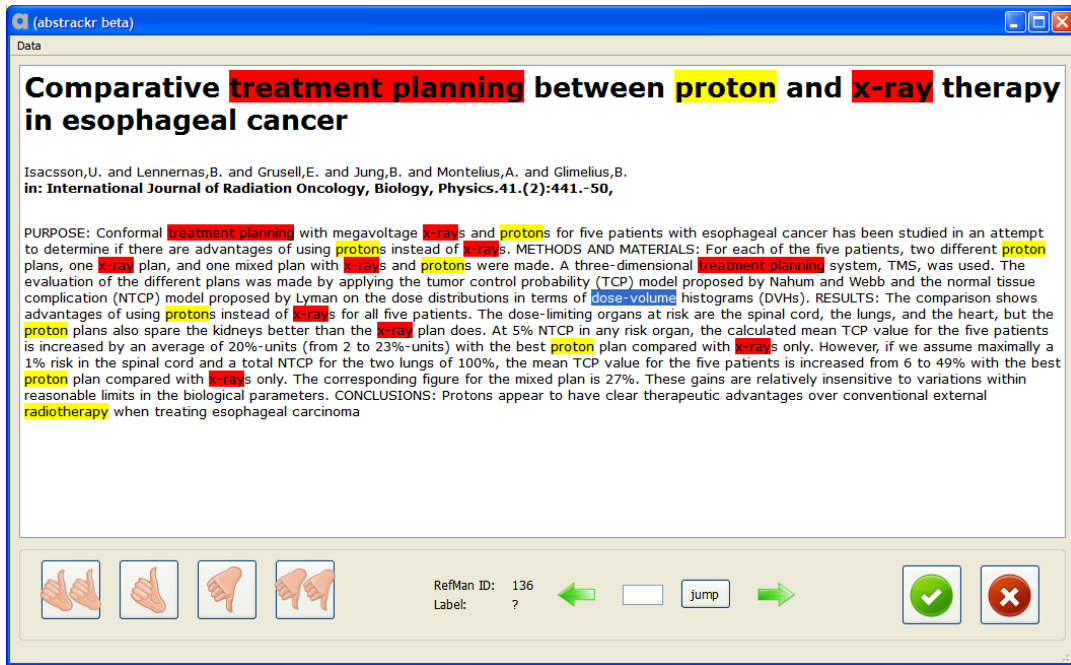 (abstrackr beta)
Data
Comparative treatment planning between proton and x-ray therapy
in esophageal cancer
Isacsson,U. and Lennernas,B. and Grusell,E. and Jung,B. and Montelius,A. and Glimelius,B.
in: International Journal of Radiation Oncology, Biology, Physics.41.(2):441.-50,
PURPOSE: Conformal treatment planning with megavoltage x-rays and protons for five patients with esophageal cancer has been studied in an attempt
to determine if there are advantages of using protons instead of x-rays. METHODS AND MATERIALS: For each of the five patients, two different proton
plans, one x-ray plan, and one mixed plan with x-rays and protons were made. A three-dimensional treatment planning system, TMS, was used. The
evaluation of the different plans was made by applying the tumor control probability (TCP) model proposed by Nahum and Webb and the normal tissue
complication (NTCP) model proposed by Lyman on the dose distributions in terms of dose-volume histograms (DVHs). RESULTS: The comparison shows
advantages of using protons instead of x-rays for all five patients. The dose-limiting organs at risk are the spinal cord, the lungs, and the heart, but the
proton plans also spare the kidneys better than the x-ray plan does. At 5% NTCP in any risk organ, the calculated mean TCP value for the five patients
is increased by an average of 20%-units (from 2 to 23%-units) with the best proton plan compared with x-rays only. However, if we assume maximally a
1% risk in the spinal cord and a total NTCP for the two lungs of 100%, the mean TCP value for the five patients is increased from 6 to 49% with the best
proton plan compared with x-rays only. The corresponding figure for the mixed plan is 27%. These gains are relatively insensitive to variations within
reasonable limits in the biological parameters. CONCLUSIONS: Protons appear to have clear therapeutic advantages over conventional external
radiotherapy when treating esophageal carcinoma
RefMan ID: 136
Label: ?
jump